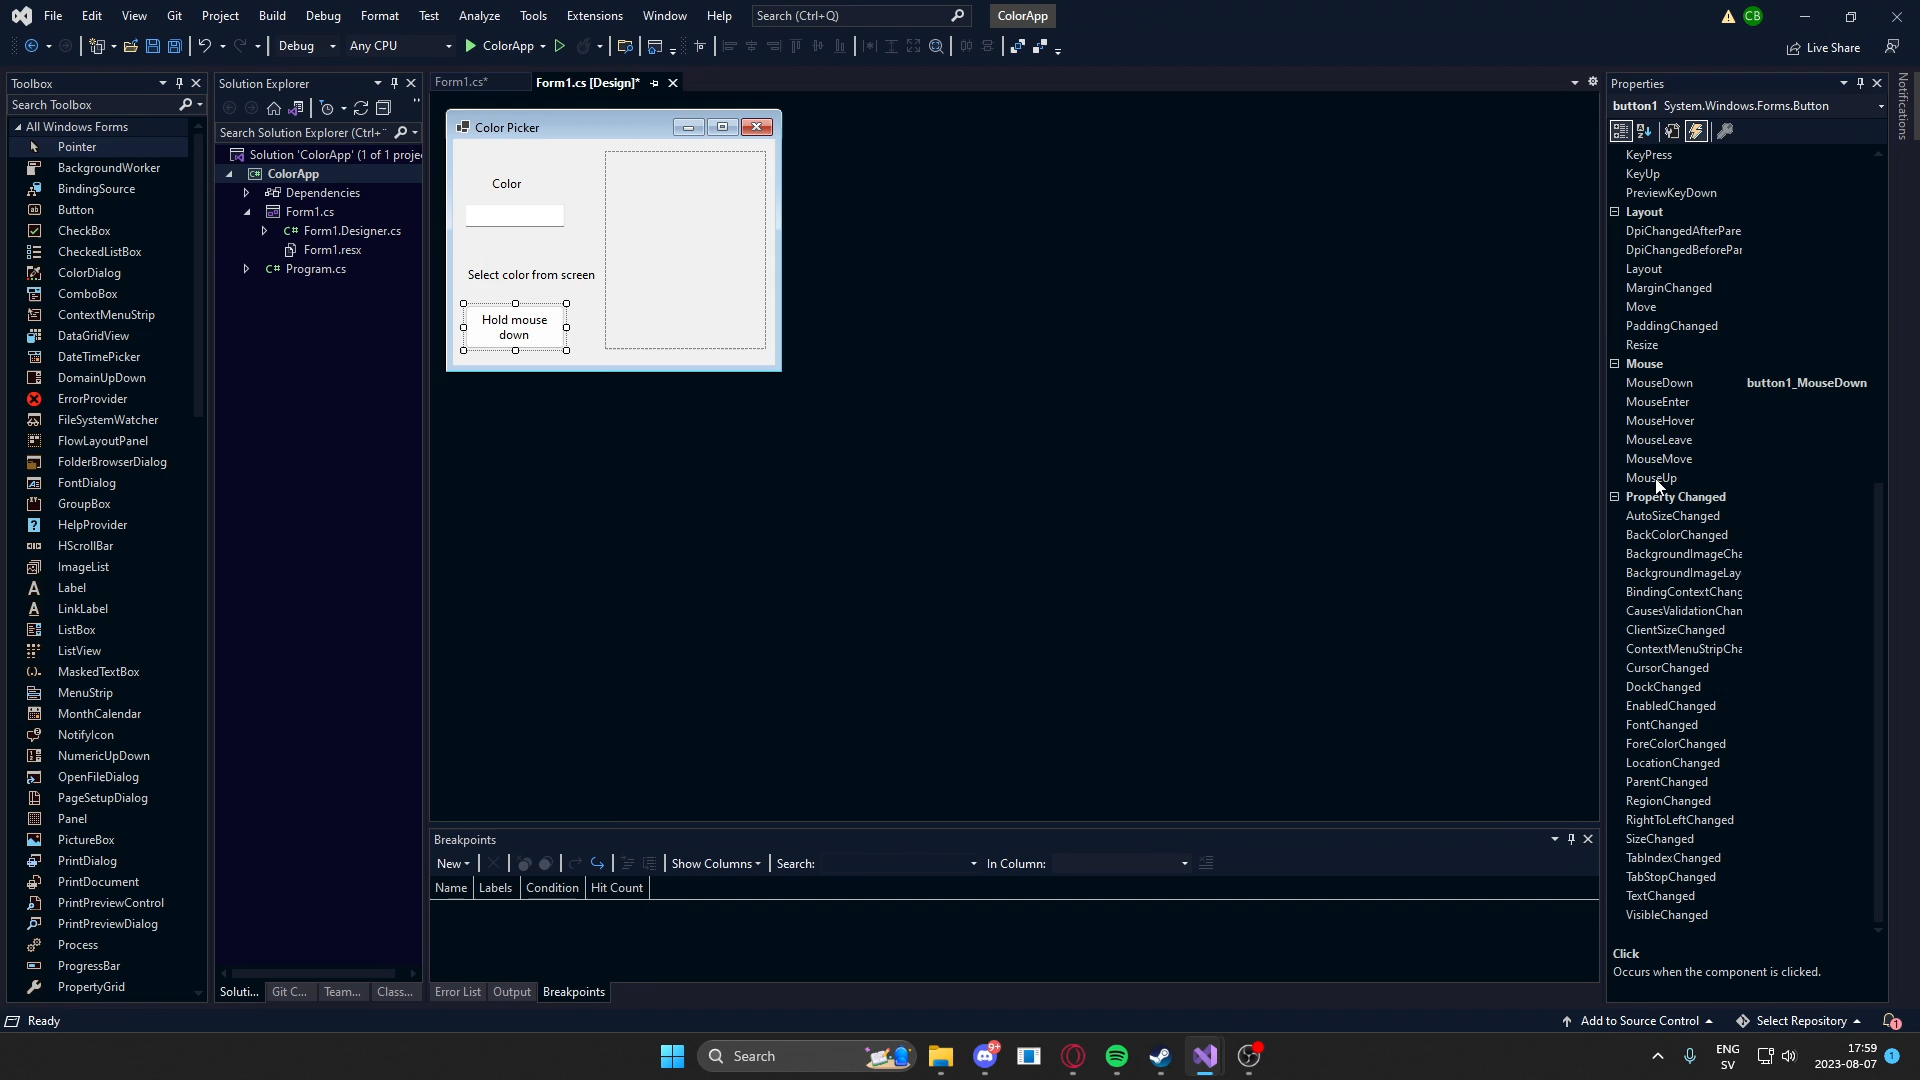 File Edit View Git Project Build Debug Format Test Analyze Tools Extensions Window Help Search (Ctrl+Q) ColorApp CB
Debug Any CPU ColorApp Live Share
Toolbox
Search Toolbox
All Windows Forms
Pointer
BackgroundWorker
BindingSource
Button
CheckBox
CheckedListBox
ColorDialog
ComboBox
ContextMenuStrip
DataGridView
DateTimePicker
DomainUpDown
ErrorProvider
FileSystemWatcher
FlowLayoutPanel
FolderBrowserDialog
FontDialog
GroupBox
HelpProvider
HScrollBar
ImageList
Label
LinkLabel
ListBox
ListView
MaskedTextBox
MenuStrip
MonthCalendar
NotifyIcon
NumericUpDown
OpenFileDialog
PageSetupDialog
Panel
PictureBox
PrintDialog
PrintDocument
PrintPreviewControl
PrintPreviewDialog
Process
ProgressBar
PropertyGrid
Solution Explorer
Search Solution Explorer (Ctrl+
Solution 'ColorApp' (1 of 1 proje
ColorApp
Dependencies
Form1.cs
Form1.Designer.cs
Form1.resx
Program.cs
Soluti... Git C... Team... Class...
Form1.cs* Form1.cs [Design]*
Color Picker
Color
Select color from screen
Hold mouse
down
Breakpoints
New Show Columns Search: In Column:
Name Labels Condition Hit Count
Error List Output Breakpoints
Properties
button1 System.Windows.Forms.Button
KeyPress
KeyUp
PreviewKeyDown
Layout
DpiChangedAfterPare
DpiChangedBeforePar
Layout
MarginChanged
Move
PaddingChanged
Resize
Mouse
MouseDown button1_MouseDown
MouseEnter
MouseHover
MouseLeave
MouseMove
MouseUp
Property Changed
AutoSizeChanged
BackColorChanged
BackgroundImageCha
BackgroundImageLay
BindingContextChang
CausesValidationChan
ClientSizeChanged
ContextMenuStripCha
CursorChanged
DockChanged
EnabledChanged
FontChanged
ForeColorChanged
LocationChanged
ParentChanged
RegionChanged
RightToLeftChanged
SizeChanged
TabIndexChanged
TabStopChanged
TextChanged
VisibleChanged
Click
Occurs when the component is clicked.
Notifications
Ready Add to Source Control Select Repository 1
Search 9+ ENG
SV
17:59
2023-08-07 1